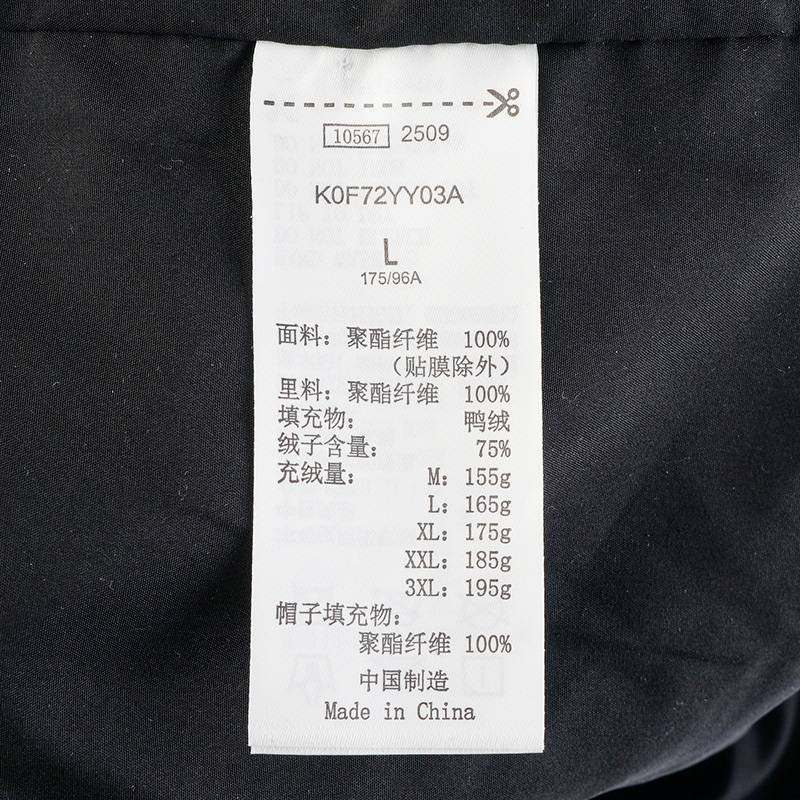 10567 2509
K0F72YY03A
L
175/96A
面料：聚酯纤维 100%
（贴膜除外）
里料：聚酯纤维 100%
填充物： 鸭绒
绒子含量： 75%
充绒量： M: 155g
L: 165g
XL: 175g
XXL: 185g
3XL: 195g
帽子填充物：
聚酯纤维 100%
中国制造
Made in China